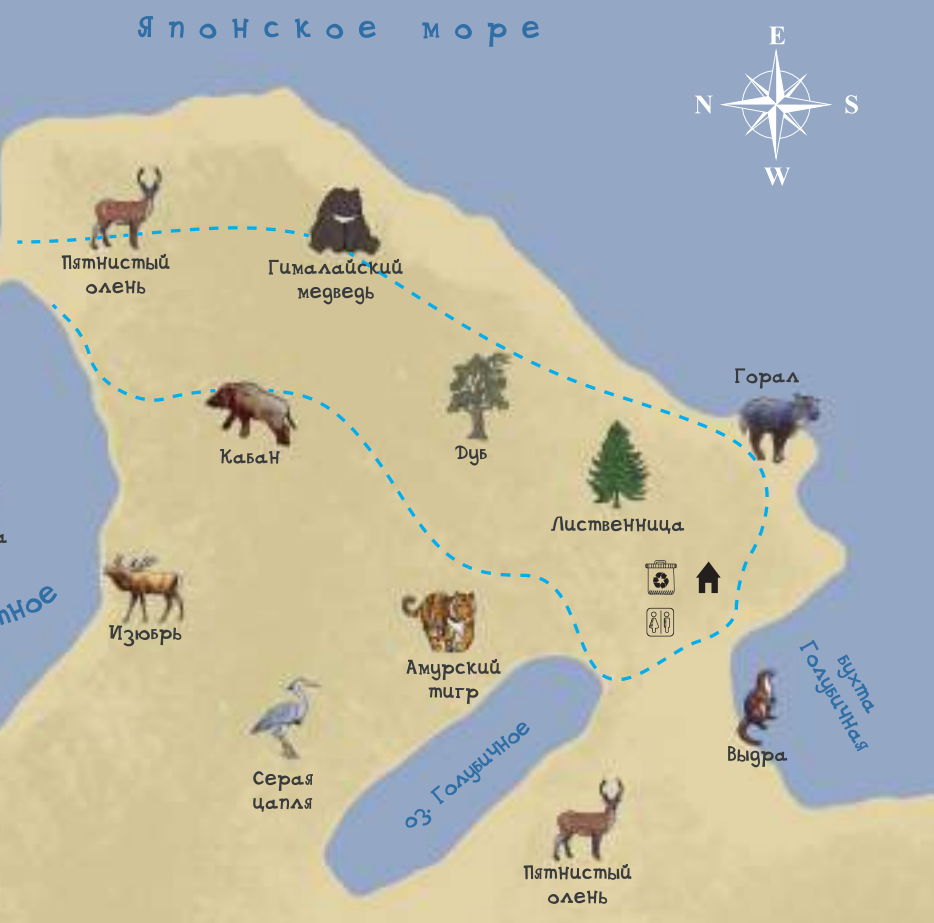 Японское море
E
N
S
W
Пятнистый
олень
Гималайский
медведь
Горал
Кабан
Дуб
Лиственница
Изюбрь
Амурский
тигр
бухта
Голубичная
Выдра
оз. Голубичное
Серая
цапля
Пятнистый
олень